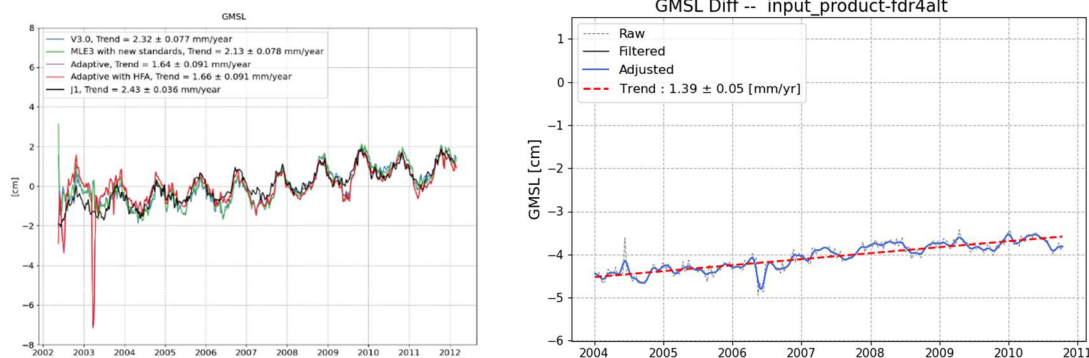 GMSL
V3.0, Trend = 2.32 ± 0.077 mm/year
MLE3 with new standards, Trend = 2.13 ± 0.078 mm/year
Adaptive, Trend = 1.64 ± 0.091 mm/year
Adaptive with HFA, Trend = 1.66 ± 0.091 mm/year
J1, Trend = 2.43 ± 0.036 mm/year
8
6
4
2
0
−2
−4
−6
−8
[cm]
2002 2003 2004 2005 2006 2007 2008 2009 2010 2011 2012
GMSL Diff -- input_product-fdr4alt
Raw
Filtered
Adjusted
Trend : 1.39 ± 0.05 [mm/yr]
1
0
−1
−2
−3
−4
−5
−6
GMSL [cm]
2004 2005 2006 2007 2008 2009 2010 201